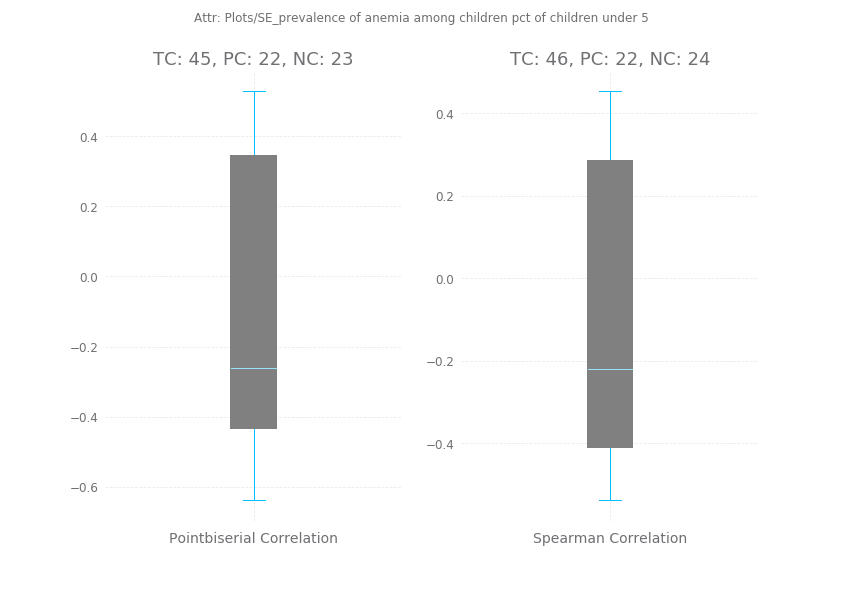 Attr: Plots/SE_prevalence of anemia among children pct of children under 5
TC: 45, PC: 22, NC: 23
0.4
0.2
0.0
−0.2
−0.4
−0.6
Pointbiserial Correlation
TC: 46, PC: 22, NC: 24
0.4
0.2
0.0
−0.2
−0.4
Spearman Correlation